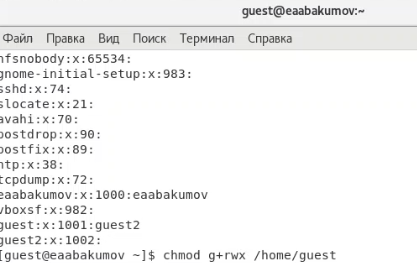 guest@eaabakumov:~
Файл Правка Вид Поиск Терминал Справка
nfsnobody:x:65534:
gnome-initial-setup:x:983:
sshd:x:74:
slocate:x:21:
avahi:x:70:
postdrop:x:90:
postfix:x:89:
ntp:x:38:
tcpdump:x:72:
eaabakumov:x:1000:eaabakumov
vboxsf:x:982:
guest:x:1001:guest2
guest2:x:1002:
[guest@eaabakumov ~]$ chmod g+rwx /home/guest